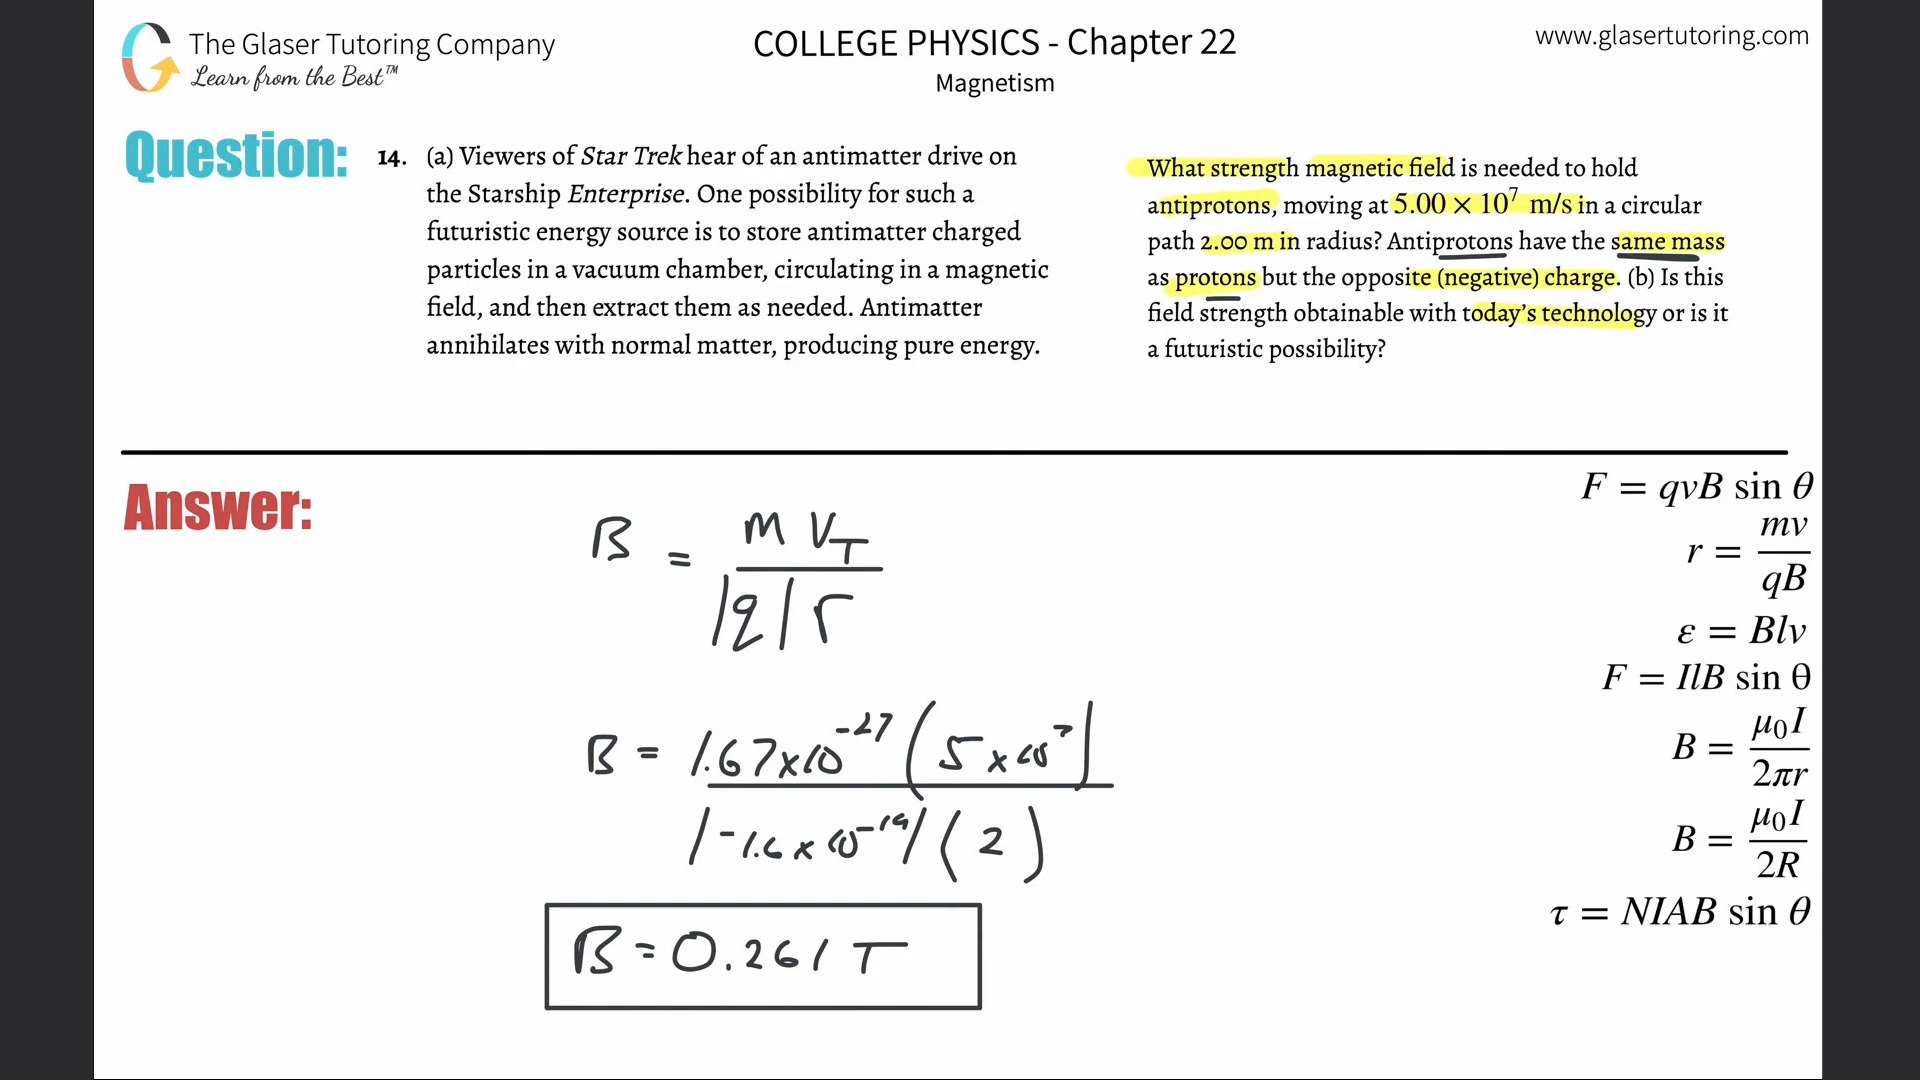 The Glaser Tutoring Company
Learn from the Best™
COLLEGE PHYSICS - Chapter 22
Magnetism
www.glasertutoring.com
Question:
14. (a) Viewers of Star Trek hear of an antimatter drive on
the Starship Enterprise. One possibility for such a
futuristic energy source is to store antimatter charged
particles in a vacuum chamber, circulating in a magnetic
field, and then extract them as needed. Antimatter
annihilates with normal matter, producing pure energy.
What strength magnetic field is needed to hold
antiprotons, moving at 5.00 × 10⁷ m/s in a circular
path 2.00 m in radius? Antiprotons have the same mass
as protons but the opposite (negative) charge. (b) Is this
field strength obtainable with today's technology or is it
a futuristic possibility?
Answer:
B = m v_T / |q| r
B = 1.67x10⁻²⁷ (5x10⁷) / |-1.6x10⁻¹⁹| (2)
B = 0.261 T
F = qvB sin θ
r = mv / qB
ε = Blv
F = IlB sin θ
B = μ₀I / 2πr
B = μ₀I / 2R
τ = NIAB sin θ